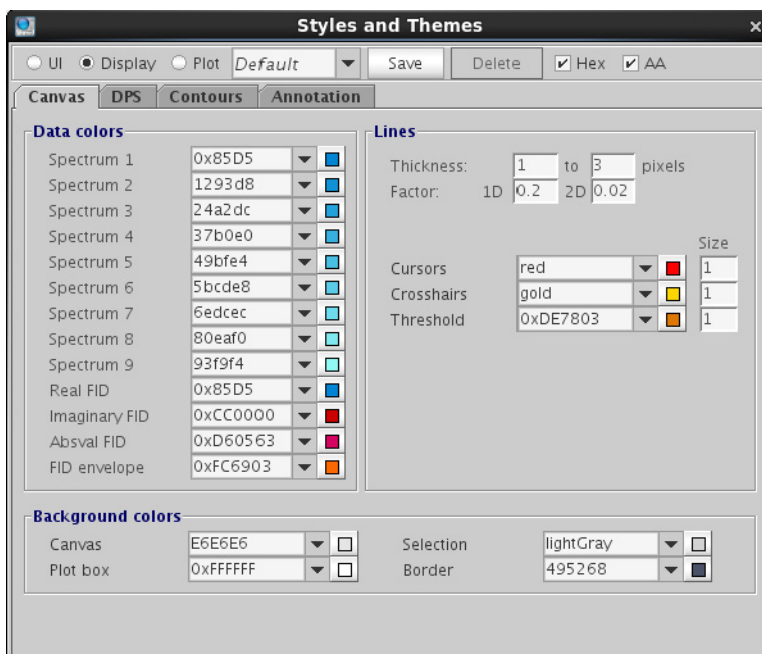 Styles and Themes
UI Display Plot Default Save Delete Hex AA
Canvas DPS Contours Annotation
Data colors
Spectrum 1 0x85D5
Spectrum 2 1293d8
Spectrum 3 24a2dc
Spectrum 4 37b0e0
Spectrum 5 49bfe4
Spectrum 6 5bcde8
Spectrum 7 6edcec
Spectrum 8 80eaf0
Spectrum 9 93f9f4
Real FID 0x85D5
Imaginary FID 0xCC0000
Absval FID 0xD60563
FID envelope 0xFC6903
Lines
Thickness: 1 to 3 pixels
Factor: 1D 0.2 2D 0.02
Size
Cursors red 1
Crosshairs gold 1
Threshold 0xDE7803 1
Background colors
Canvas E6E6E6 Selection lightGray
Plot box 0xFFFFFF Border 495268